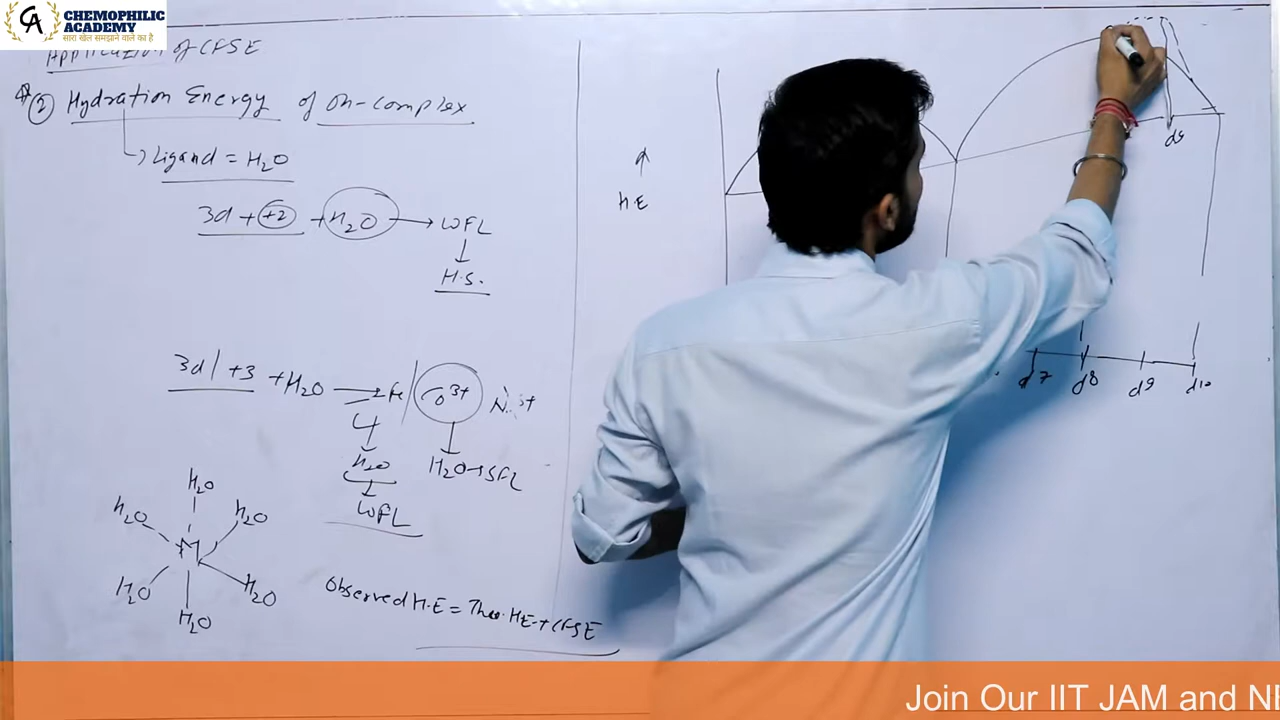 CHEMOPHILIC
ACADEMY
सारा खेल समझाने वाले का है
Application of CFSE
② Hydration Energy of Oh-complex
Ligand = H₂O
3d + +2 + H₂O → WFL
H.S.
3d / +3 + H₂O →
Co³⁺
H₂O
H₂O → SFL
WFL
H₂O
H₂O
H₂O
M
H₂O
H₂O
H₂O
Observed H.E = Theo. H.E + CFSE
H.E
d9
d7 d8 d9 d10
Join Our IIT JAM and